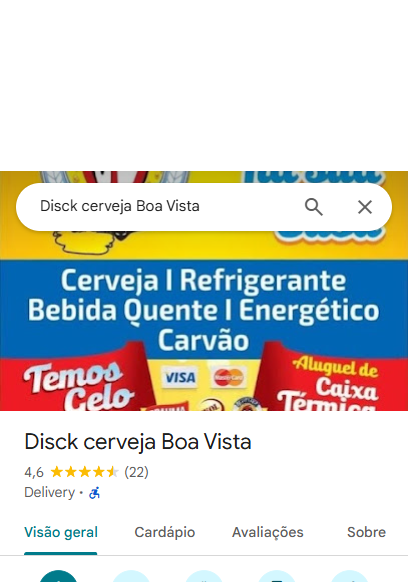 Disck cerveja Boa Vista
Cerveja I Refrigerante
Bebida Quente I Energético
Carvão
Temos
Gelo
VISA
MasterCard
Aluguel de
Caixa
Térmica
Disck cerveja Boa Vista
4,6 (22)
Delivery ·
Visão geral
Cardápio
Avaliações
Sobre